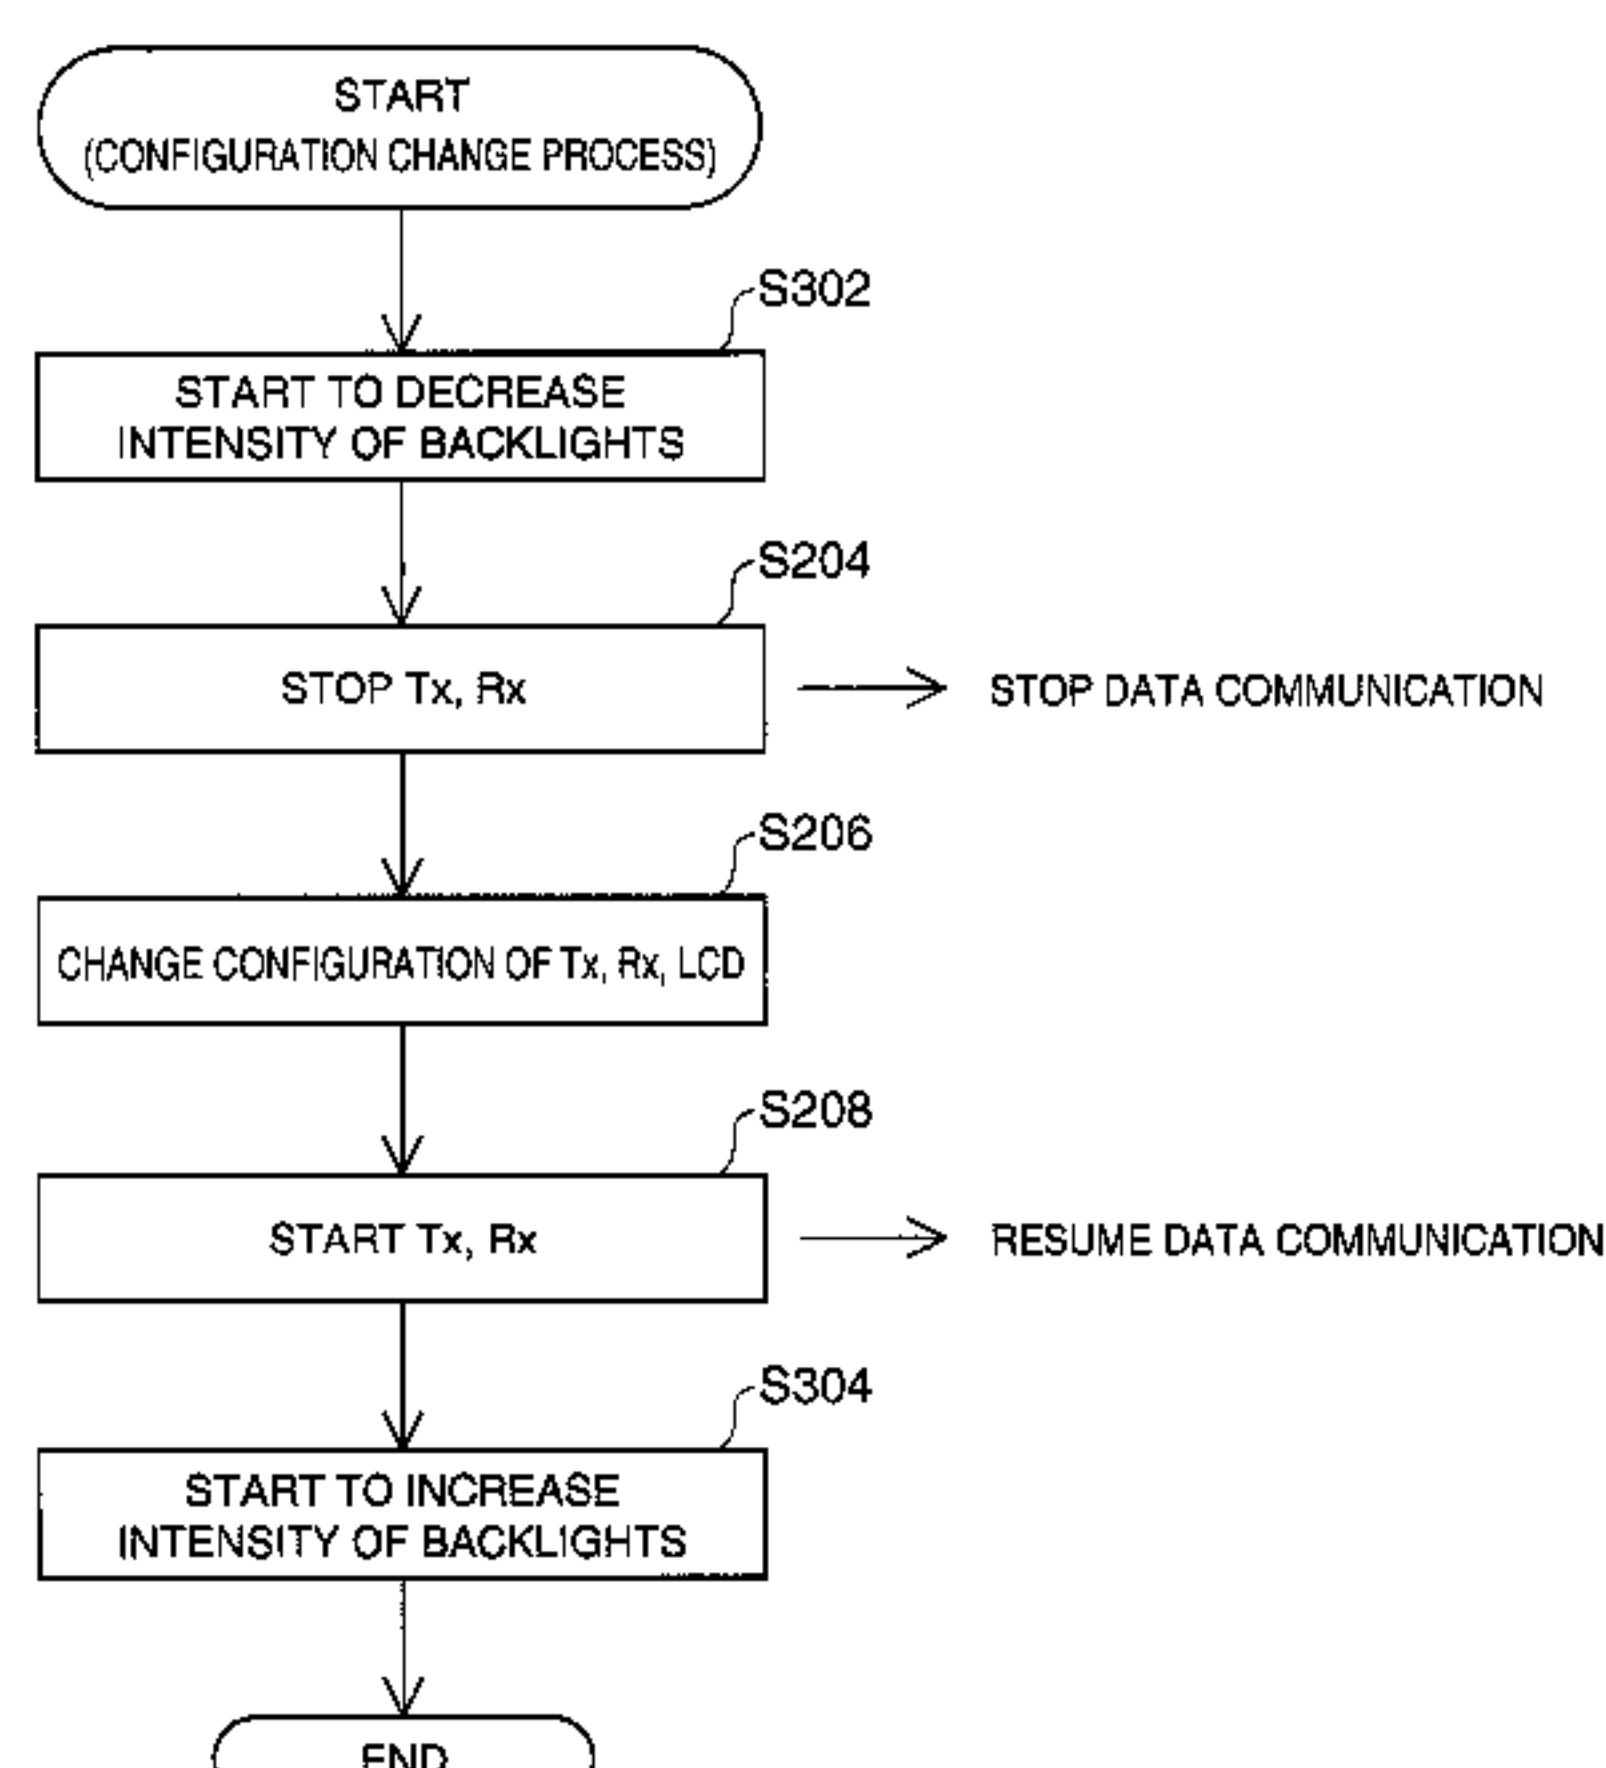 START
(CONFIGURATION CHANGE PROCESS)
S302
START TO DECREASE
INTENSITY OF BACKLIGHTS
S204
STOP Tx, Rx
STOP DATA COMMUNICATION
S206
CHANGE CONFIGURATION OF Tx, Rx, LCD
S208
START Tx, Rx
RESUME DATA COMMUNICATION
S304
START TO INCREASE
INTENSITY OF BACKLIGHTS
END